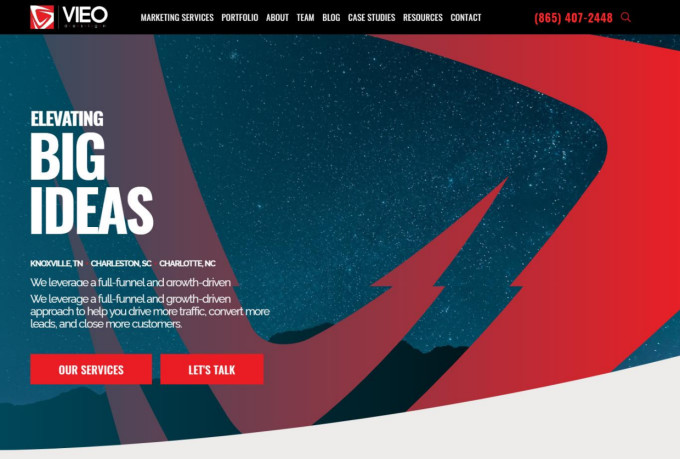 VIEO
design
MARKETING SERVICES PORTFOLIO ABOUT TEAM BLOG CASE STUDIES RESOURCES CONTACT
(865) 407-2448
ELEVATING
BIG
IDEAS
KNOXVILLE, TN CHARLESTON, SC CHARLOTTE, NC
We leverage a full-funnel and growth-driven
We leverage a full-funnel and growth-driven
approach to help you drive more traffic, convert more
leads, and close more customers.
OUR SERVICES LET'S TALK